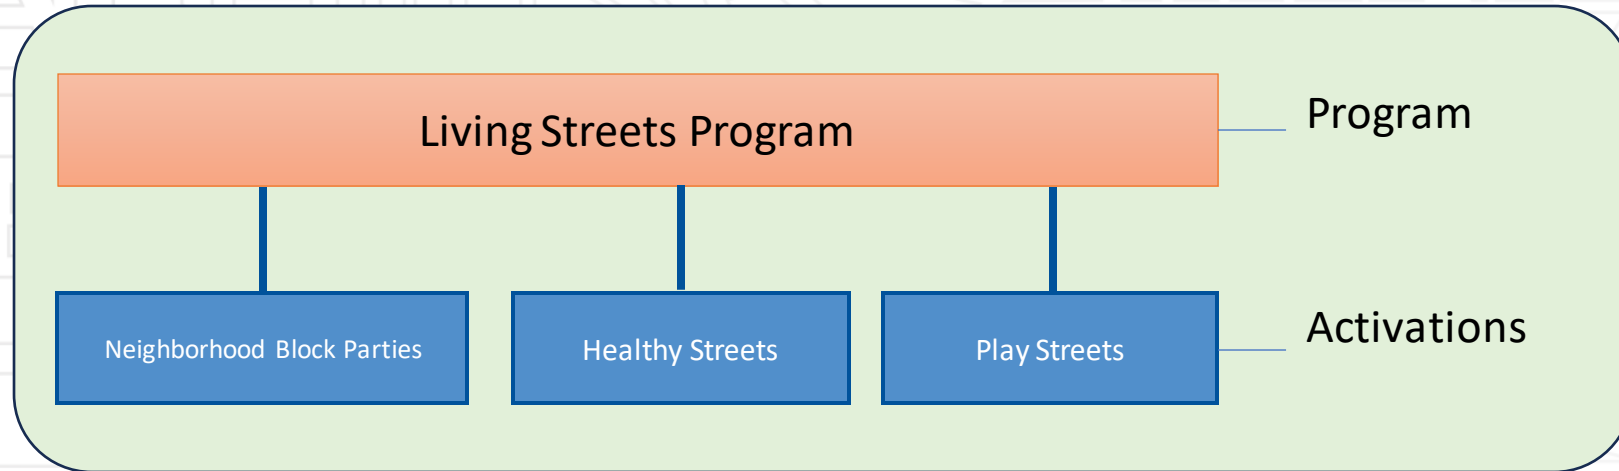 Living Streets Program
Program
Neighborhood Block Parties
Healthy Streets
Play Streets
Activations